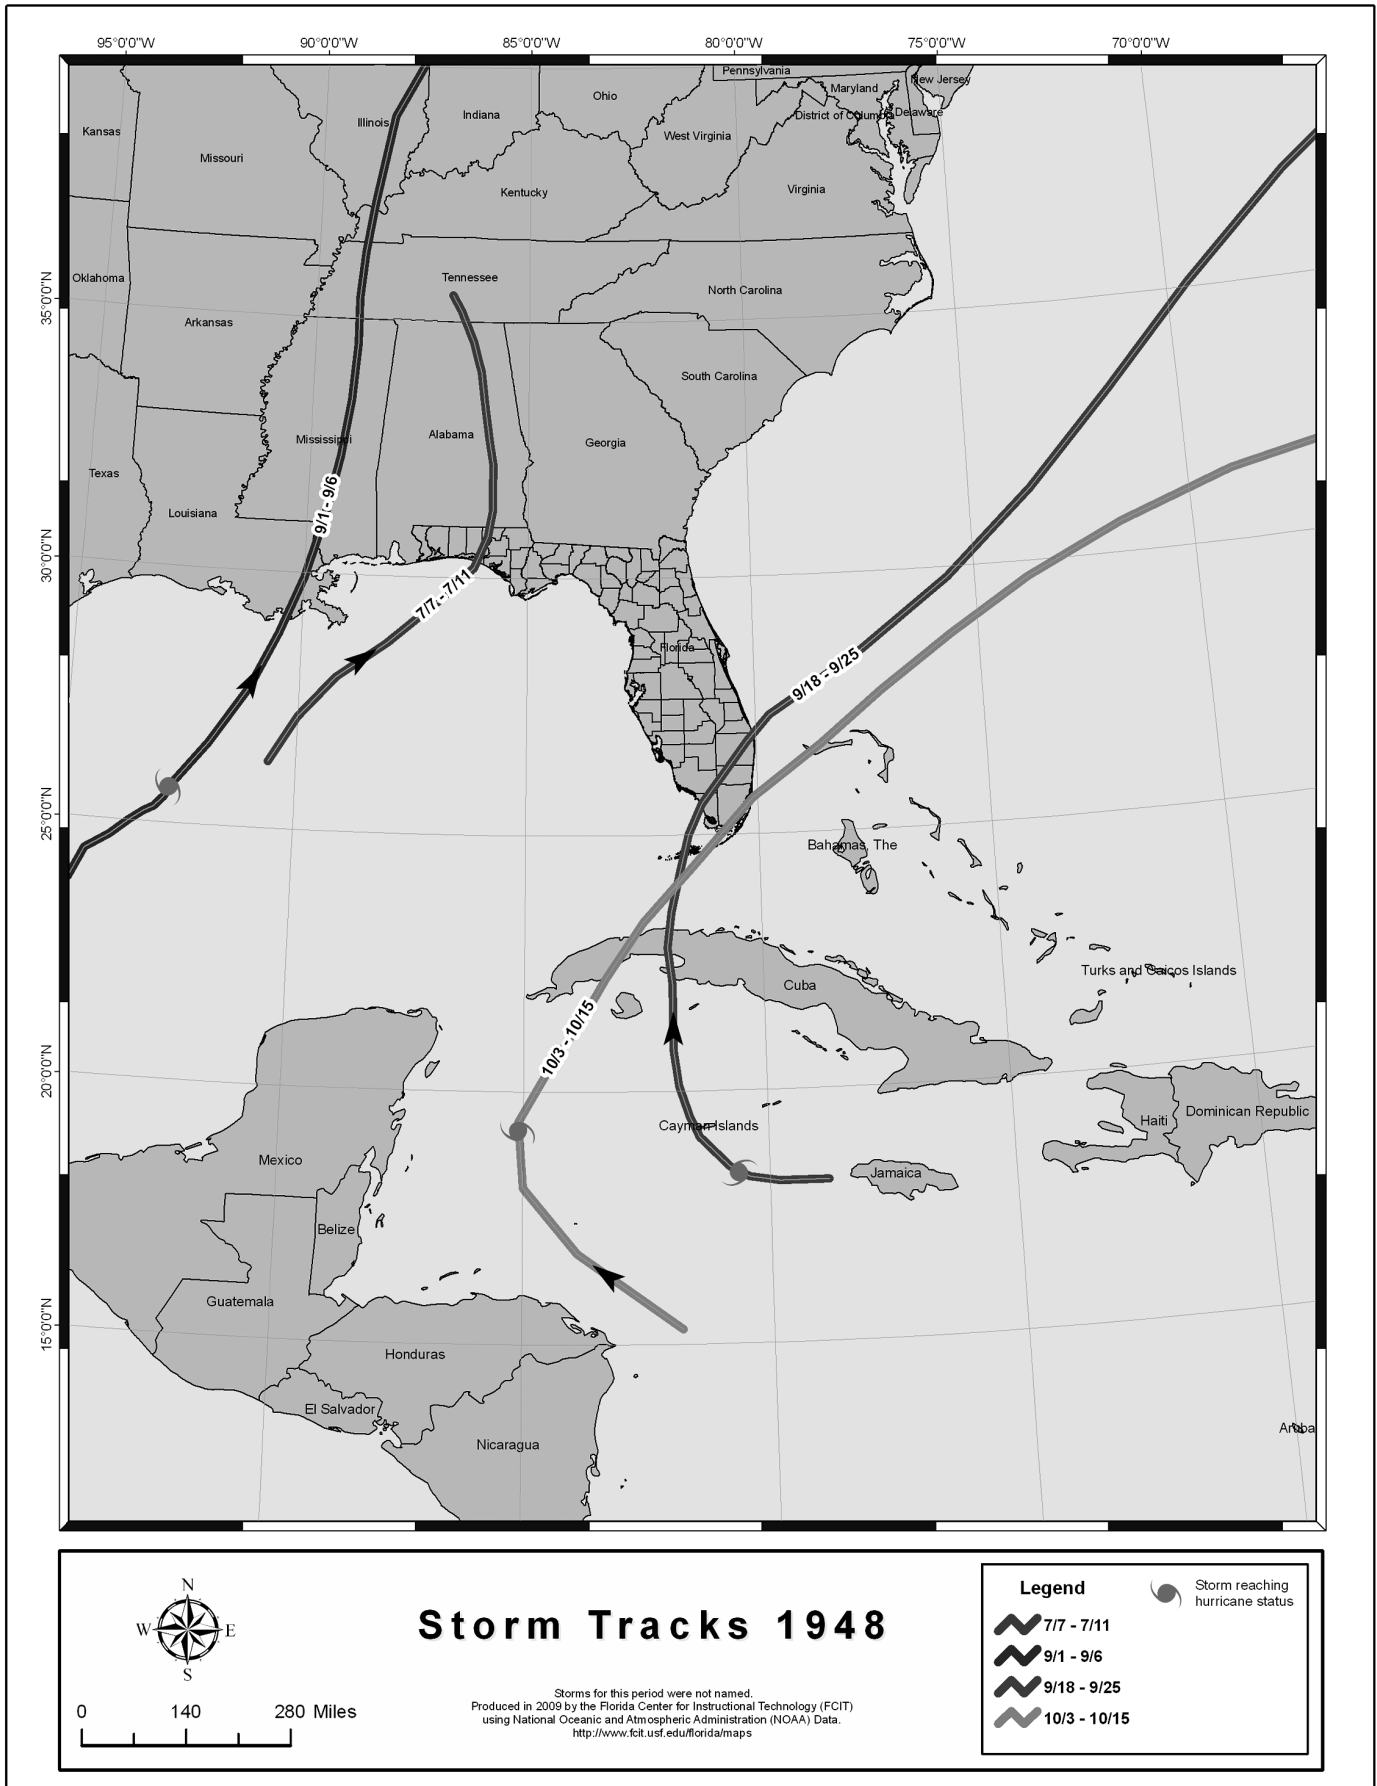 95°0'0"W 90°0'0"W 85°0'0"W 80°0'0"W 75°0'0"W 70°0'0"W
Pennsylvania
New Jersey
Maryland
Ohio
Delaware
District of Columbia
Indiana
Illinois
Kansas
West Virginia
Missouri
Kentucky
Virginia
Oklahoma
Tennessee
North Carolina
35°0'0"N
Arkansas
South Carolina
Mississippi
Alabama
Georgia
Texas
9/1 - 9/6
Louisiana
30°0'0"N
7/7 - 7/11
Florida
9/18 - 9/25
25°0'0"N
Bahamas, The
Turks and Caicos Islands
Cuba
10/3 - 10/15
20°0'0"N
Dominican Republic
Haiti
Cayman Islands
Mexico
Jamaica
Belize
Guatemala
15°0'0"N
Honduras
El Salvador
Aruba
Nicaragua
N
W E
S
0 140 280 Miles
Storm Tracks 1948
Storms for this period were not named.
Produced in 2009 by the Florida Center for Instructional Technology (FCIT)
using National Oceanic and Atmospheric Administration (NOAA) Data.
http://www.fcit.usf.edu/florida/maps
Legend
7/7 - 7/11
9/1 - 9/6
9/18 - 9/25
10/3 - 10/15
Storm reaching
hurricane status